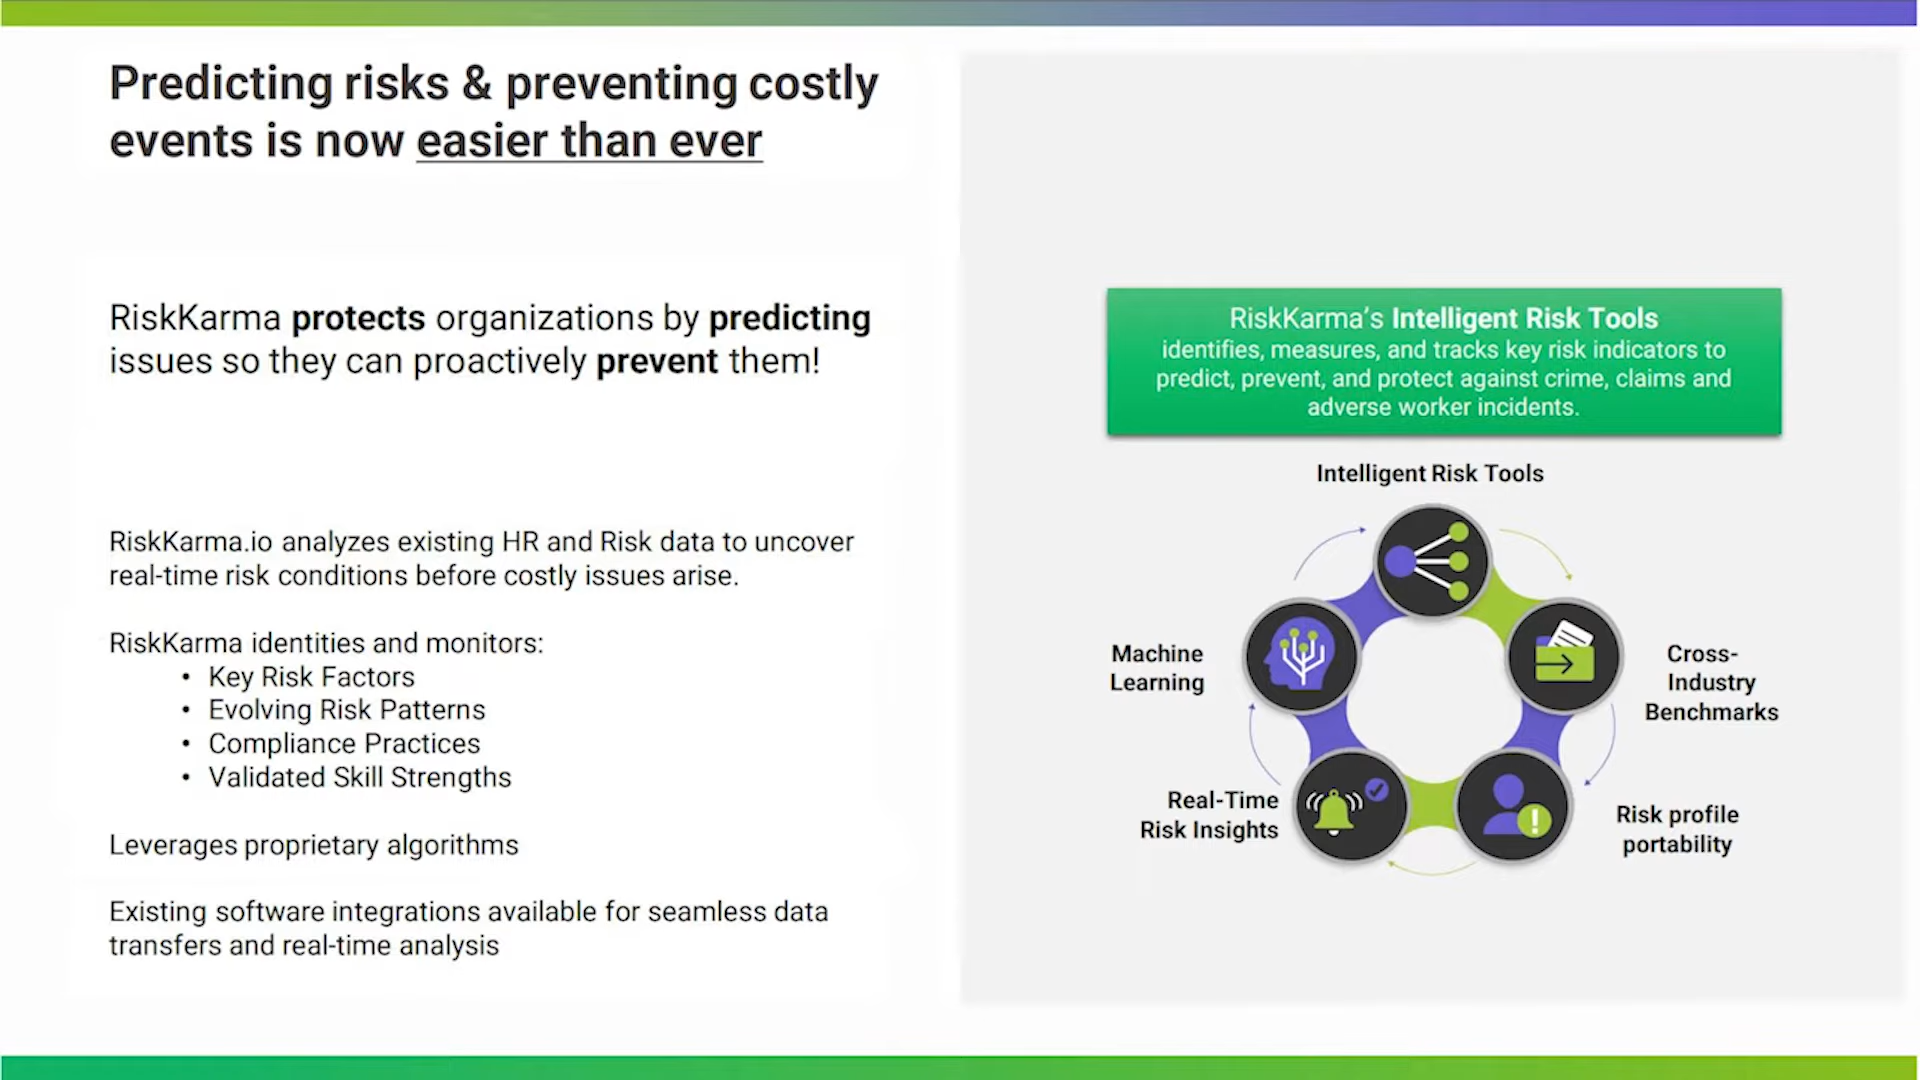 Predicting risks & preventing costly
events is now easier than ever
RiskKarma protects organizations by predicting
issues so they can proactively prevent them!
RiskKarma.io analyzes existing HR and Risk data to uncover
real-time risk conditions before costly issues arise.
RiskKarma identities and monitors:
• Key Risk Factors
• Evolving Risk Patterns
• Compliance Practices
• Validated Skill Strengths
Leverages proprietary algorithms
Existing software integrations available for seamless data
transfers and real-time analysis
RiskKarma's Intelligent Risk Tools
identifies, measures, and tracks key risk indicators to
predict, prevent, and protect against crime, claims and
adverse worker incidents.
Intelligent Risk Tools
Machine
Learning
Cross-
Industry
Benchmarks
Real-Time
Risk Insights
Risk profile
portability